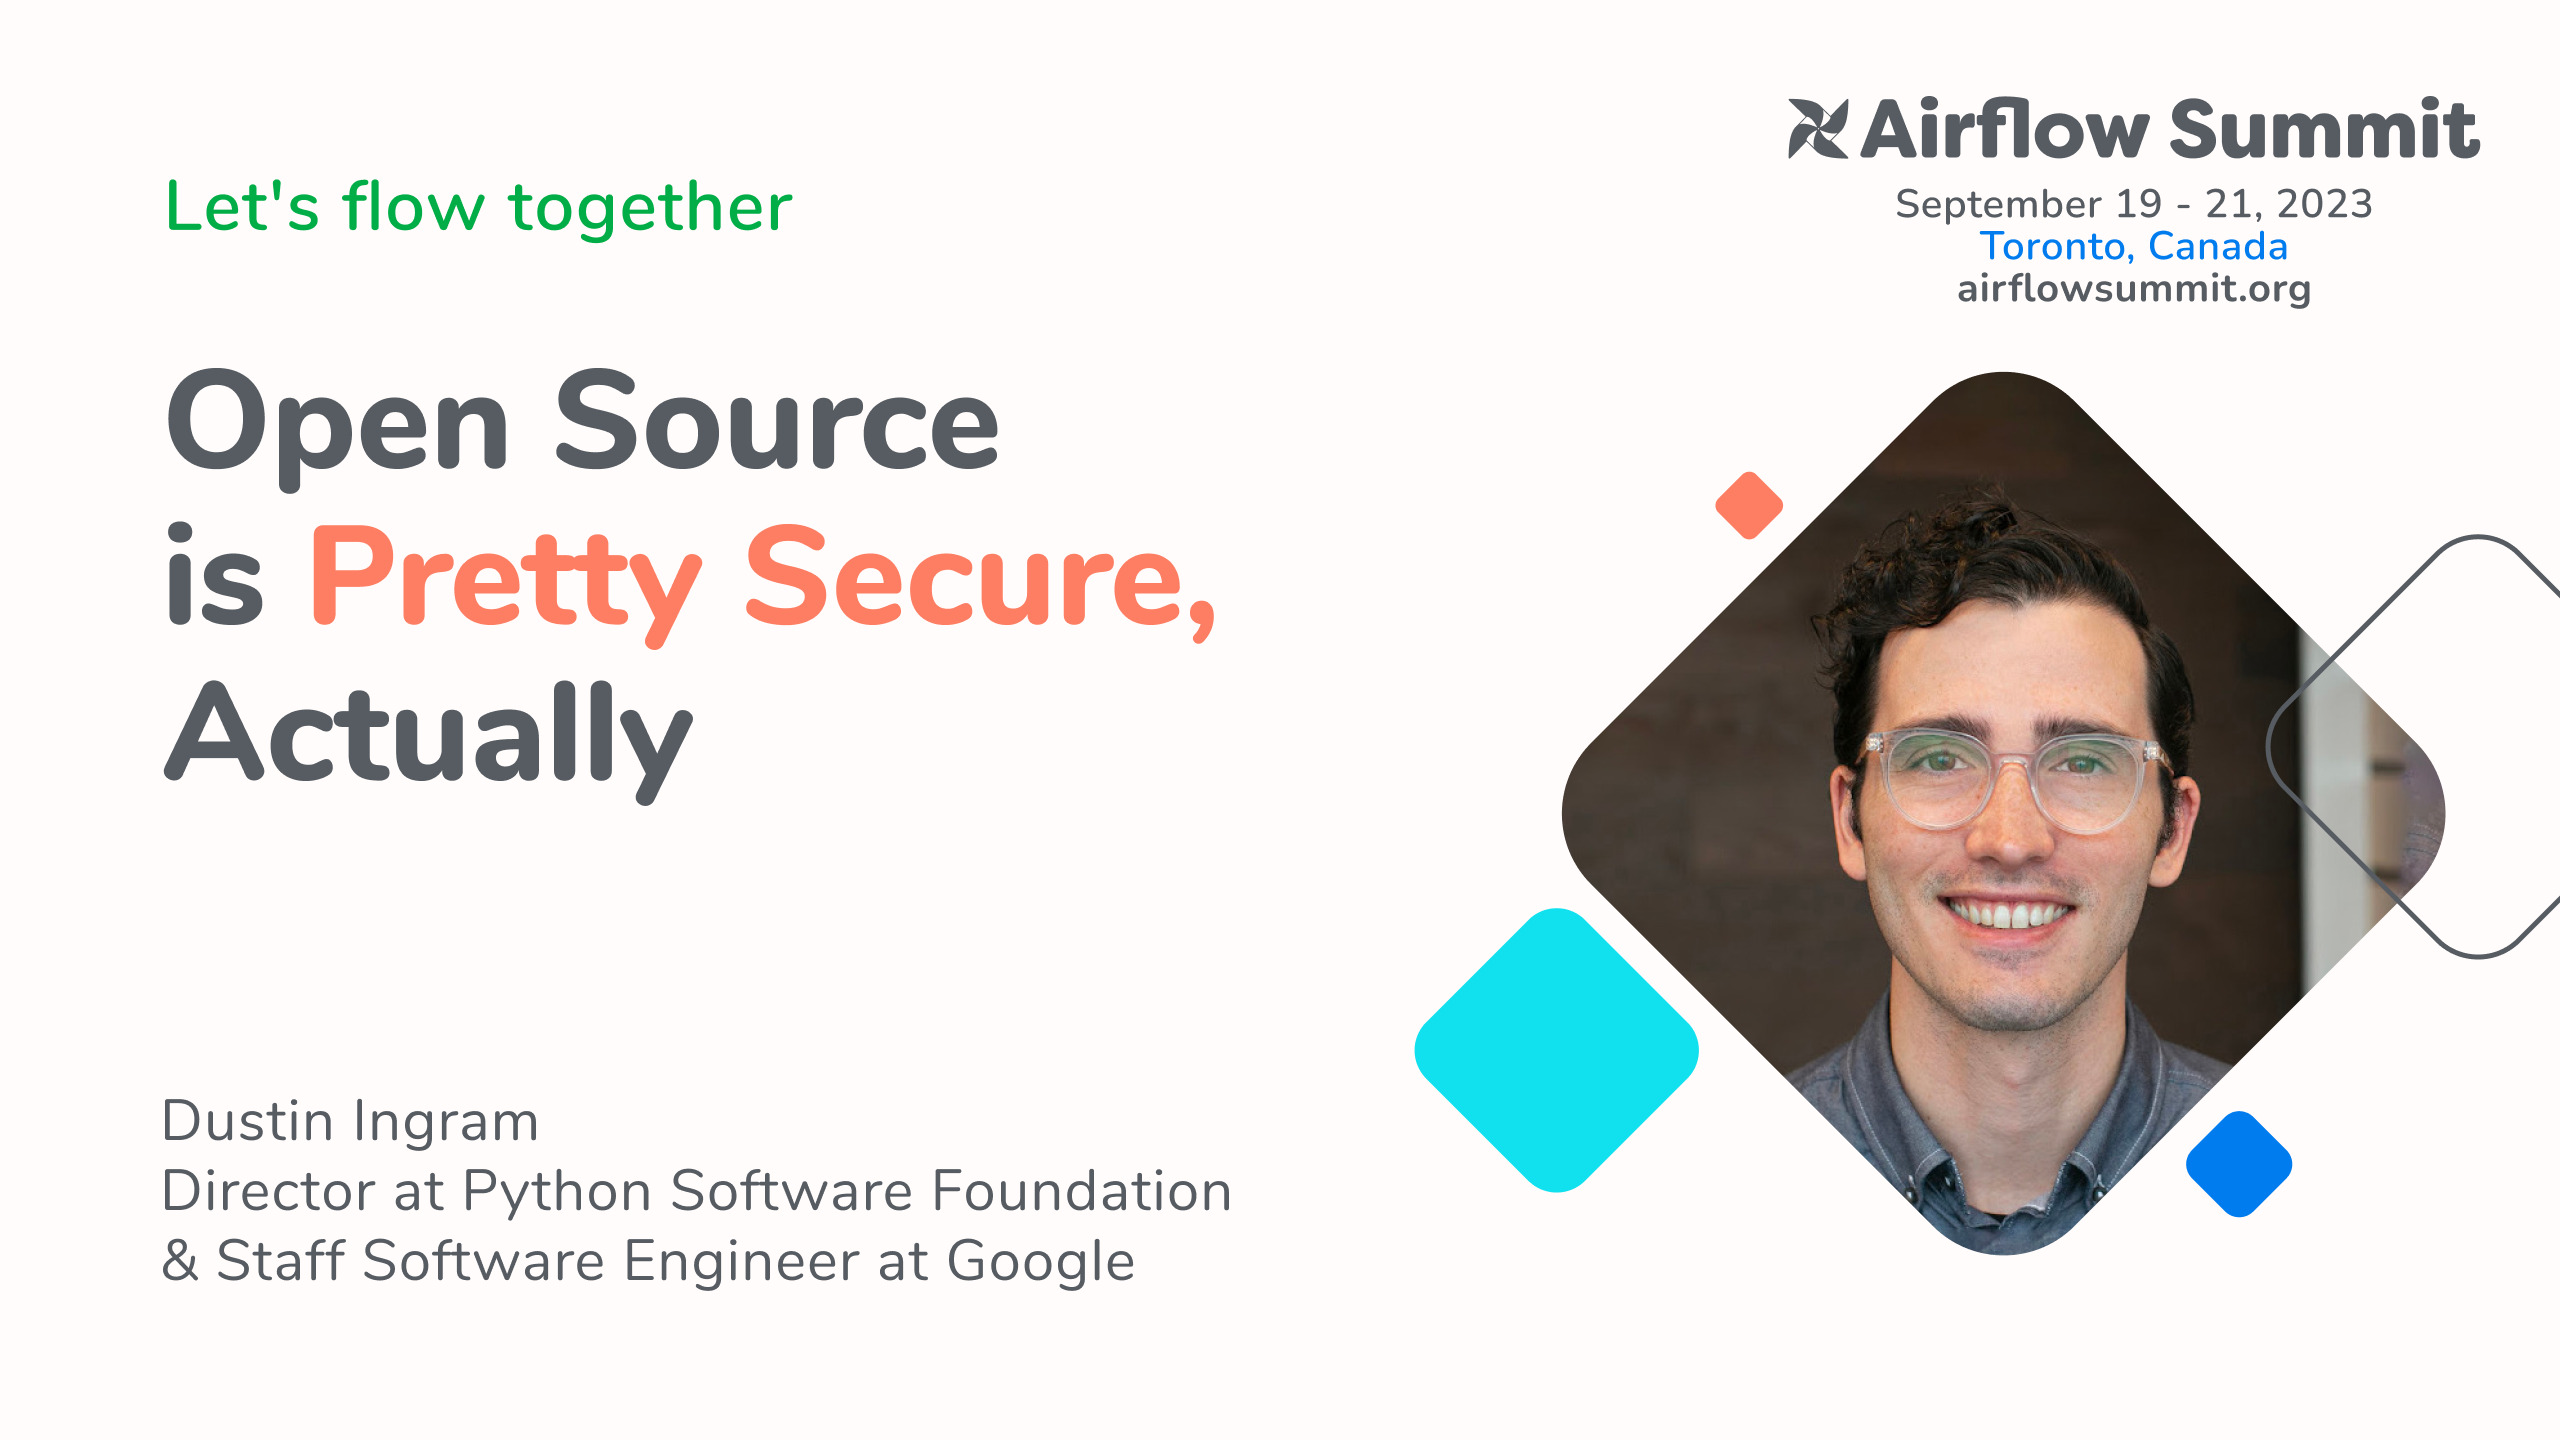 Let's flow together
Open Source
is Pretty Secure,
Actually
Dustin Ingram
Director at Python Software Foundation
& Staff Software Engineer at Google
Airflow Summit
September 19 - 21, 2023
Toronto, Canada
airflowsummit.org